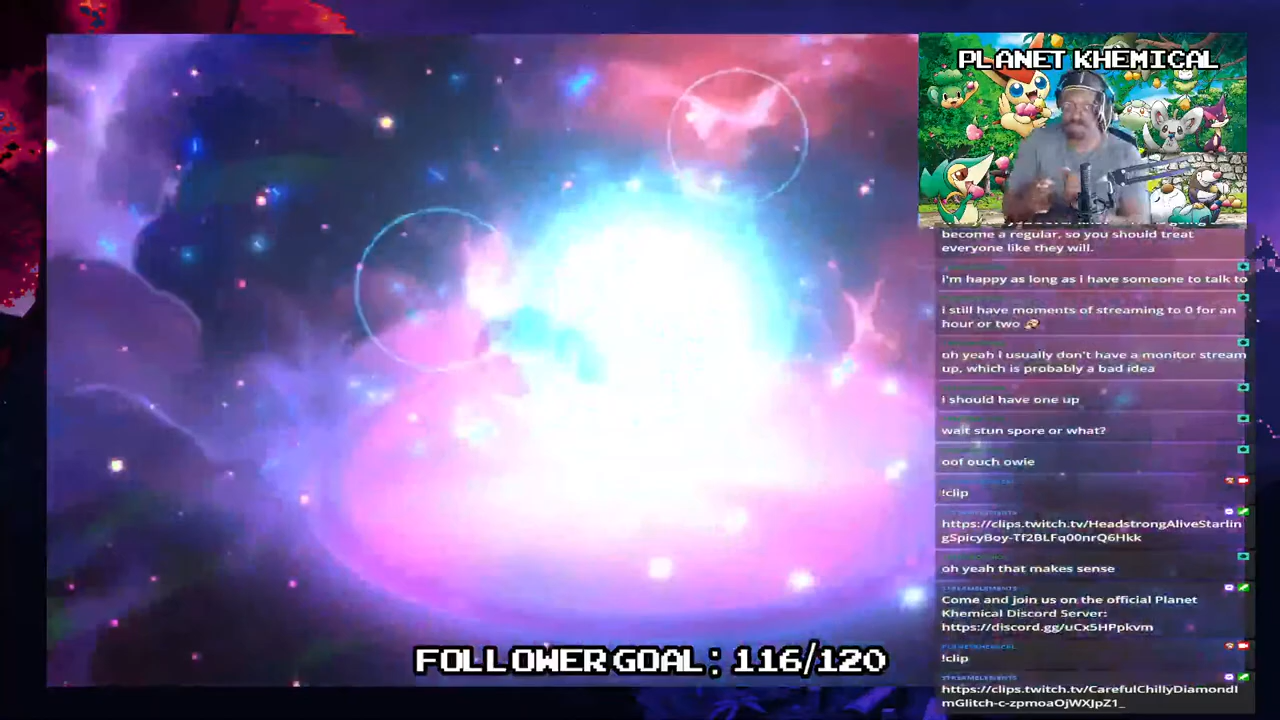 PLANET KHEMICAL
become a regular, so you should treat
everyone like they will.
i'm happy as long as i have someone to talk to
i still have moments of streaming to 0 for an
hour or two
oh yeah i usually don't have a monitor stream
up, which is probably a bad idea
i should have one up
wait stun spore or what?
oof ouch owie
!clip
STREAMELEMENTS
https://clips.twitch.tv/HeadstrongAliveStarlin
gSpicyBoy-Tf2BLFq00nrQ6Hkk
oh yeah that makes sense
STREAMELEMENTS
Come and join us on the official Planet
Khemical Discord Server:
https://discord.gg/uCx5HPpkvm
PLANETKHEMICAL
!clip
STREAMELEMENTS
https://clips.twitch.tv/CarefulChillyDiamondI
mGlitch-c-zpmoaOjWXJpZ1_
FOLLOWER GOAL: 116/120